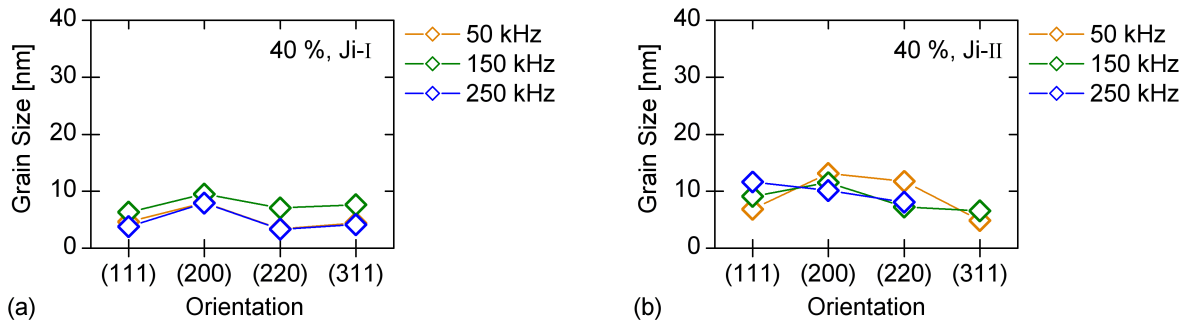 40
30
20
10
0
Grain Size [nm]
40 %, Ji-I
50 kHz
150 kHz
250 kHz
(111) (200) (220) (311)
(a) Orientation
40
30
20
10
0
Grain Size [nm]
40 %, Ji-II
50 kHz
150 kHz
250 kHz
(111) (200) (220) (311)
(b) Orientation